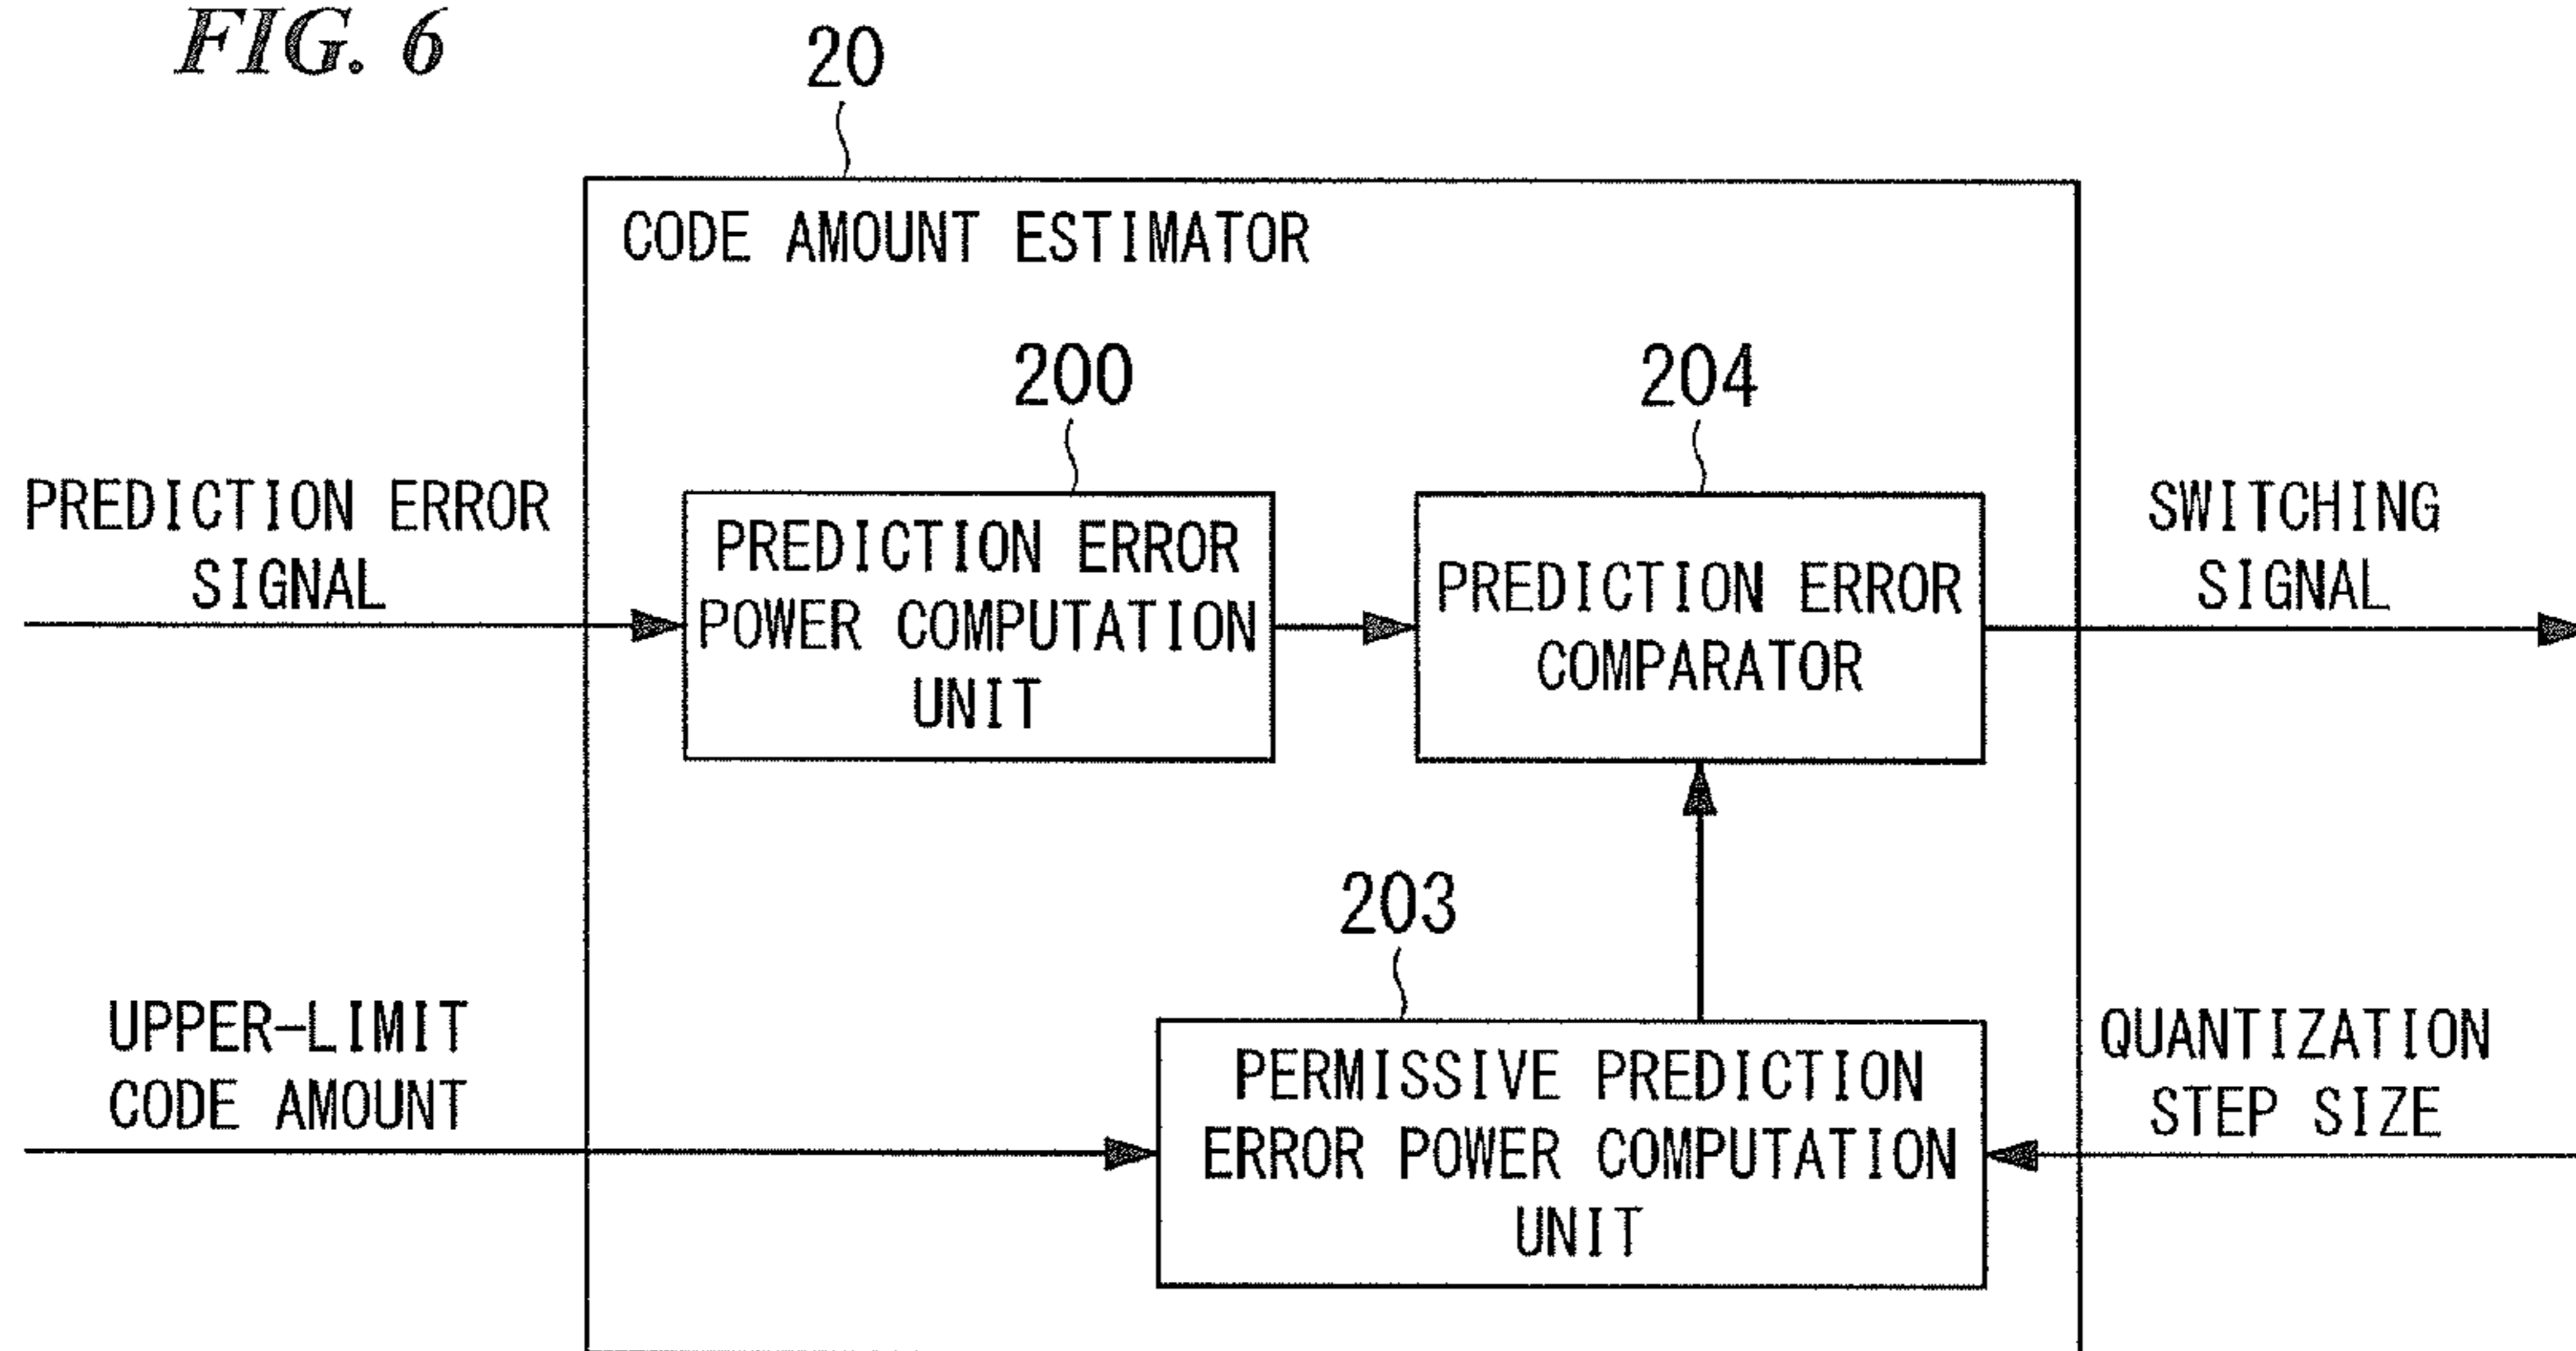 FIG. 6
20
CODE AMOUNT ESTIMATOR
200
204
PREDICTION ERROR
SIGNAL
PREDICTION ERROR
POWER COMPUTATION
UNIT
PREDICTION ERROR
COMPARATOR
SWITCHING
SIGNAL
203
UPPER-LIMIT
CODE AMOUNT
PERMISSIVE PREDICTION
ERROR POWER COMPUTATION
UNIT
QUANTIZATION
STEP SIZE